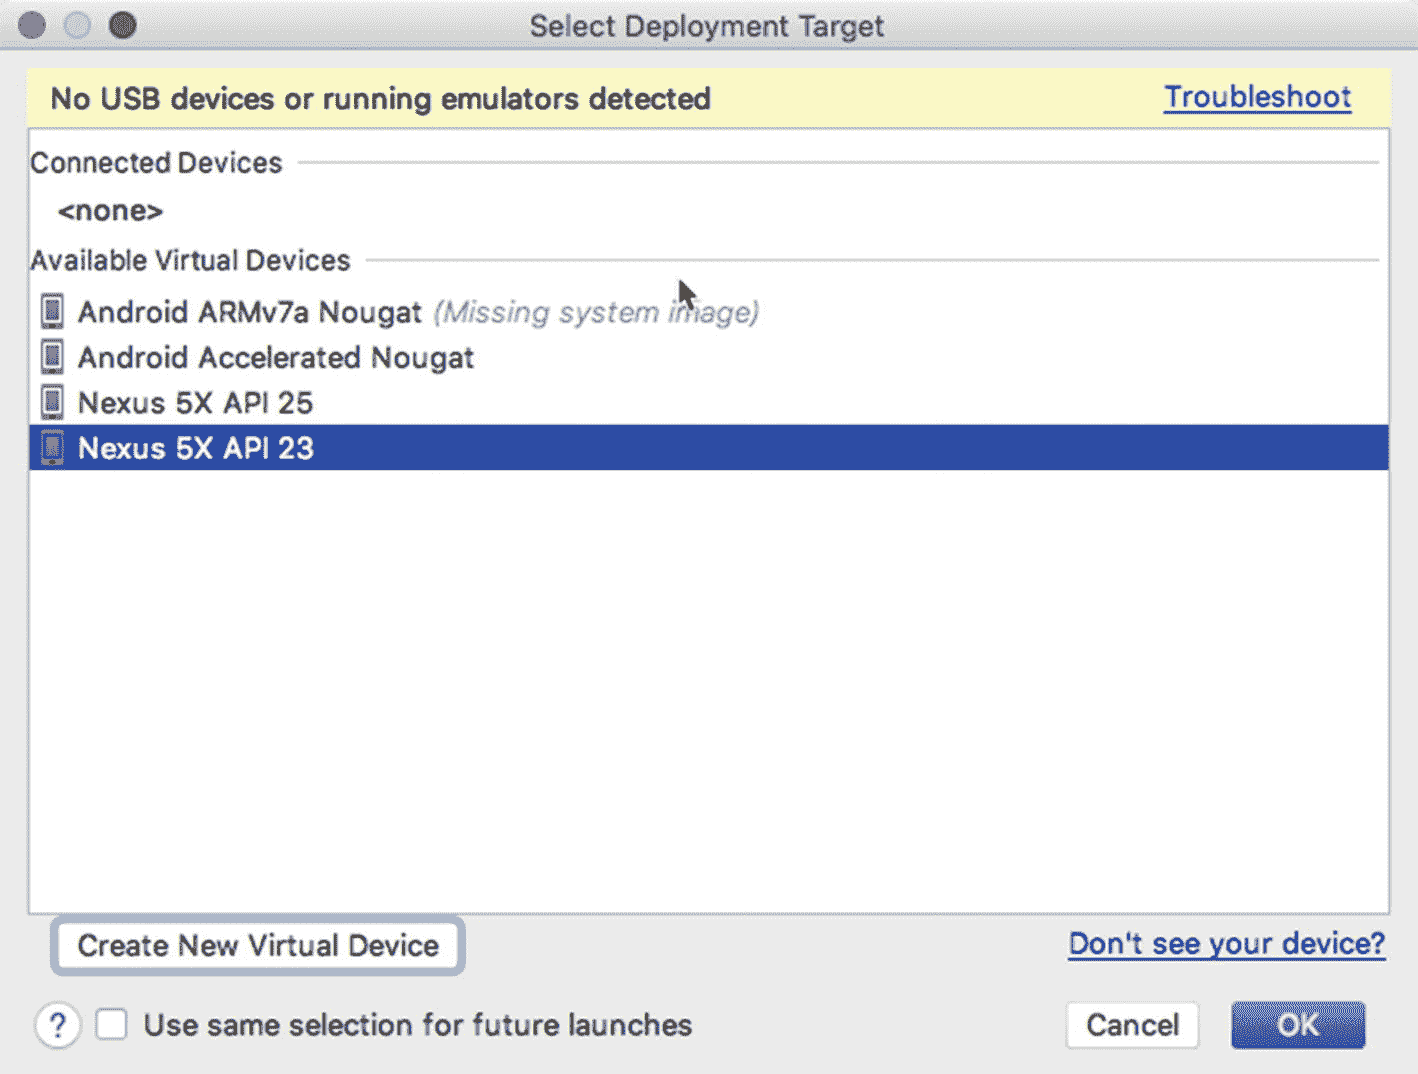 Select Deployment Target
No USB devices or running emulators detected
Troubleshoot
Connected Devices
<none>
Available Virtual Devices
Android ARMv7a Nougat (Missing system image)
Android Accelerated Nougat
Nexus 5X API 25
Nexus 5X API 23
Create New Virtual Device
Don't see your device?
? Use same selection for future launches
Cancel
OK